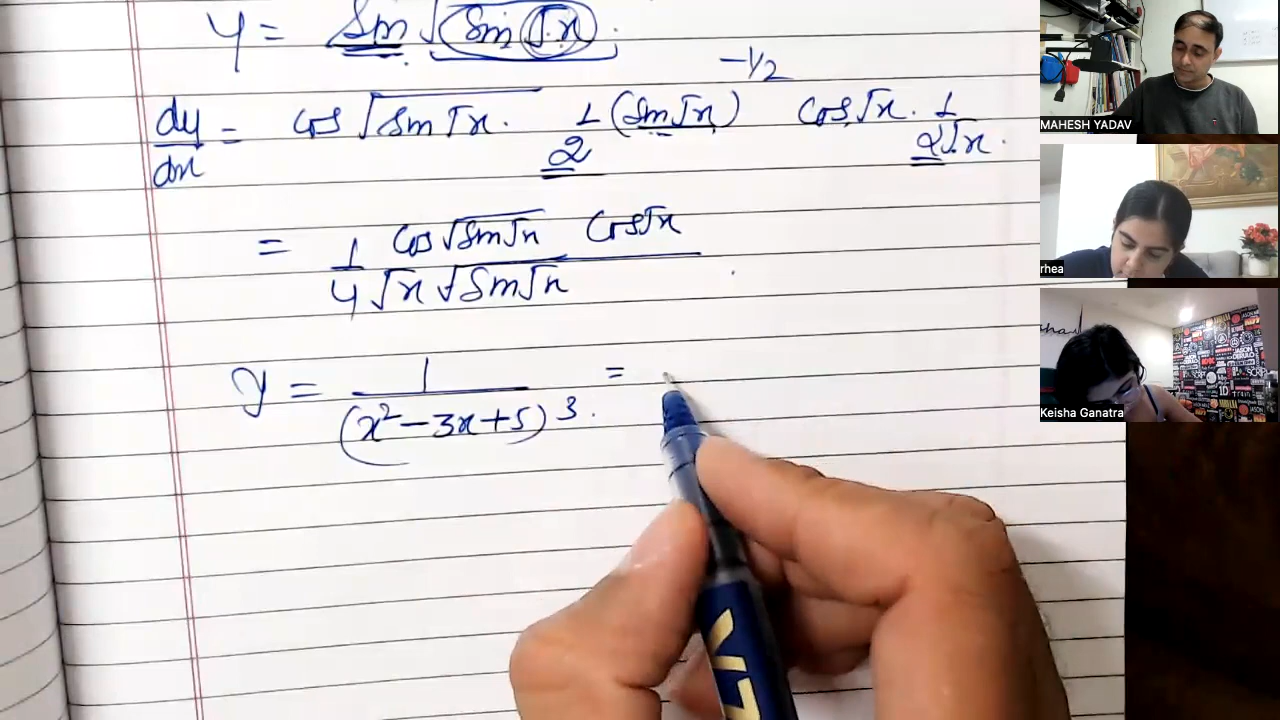 y = sin √(sin √x) .
dy/dx = cos √(sin √x) . 1/2 (sin √x)^(-1/2) cos √x . 1/(2√x) .
= 1/4 cos √(sin √x) cos √x / √x √(sin √x)
y = 1/(x² - 3x + 5)³ . =
MAHESH YADAV
rhea
Keisha Ganatra